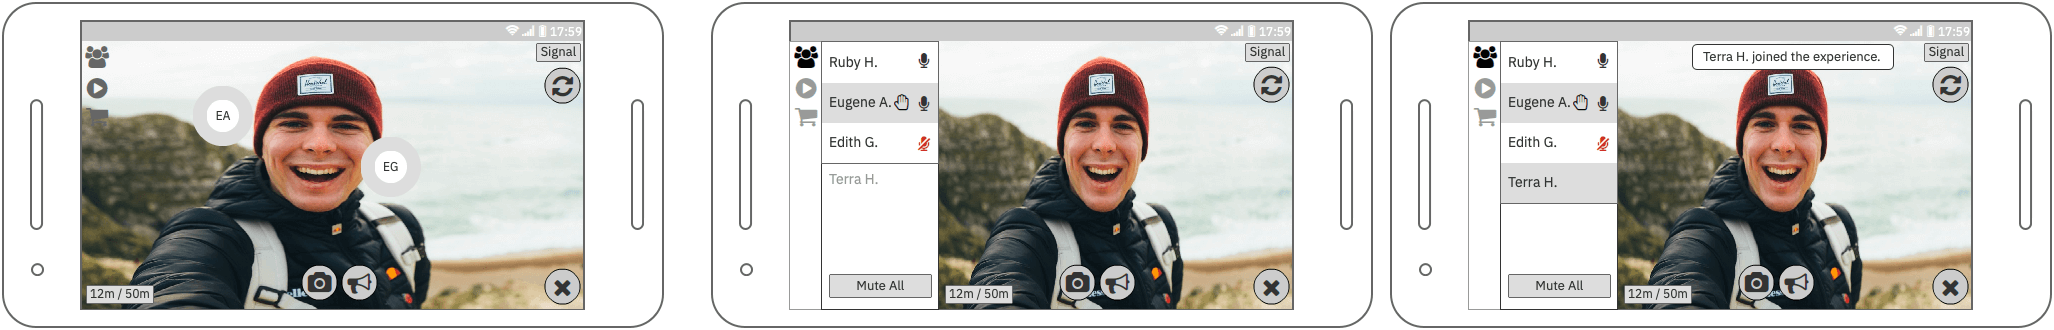 17:59
Signal
EA
EG
12m / 50m
17:59
Signal
Ruby H.
Eugene A.
Edith G.
Terra H.
Mute All
12m / 50m
17:59
Terra H. joined the experience.
Signal
Ruby H.
Eugene A.
Edith G.
Terra H.
Mute All
12m / 50m